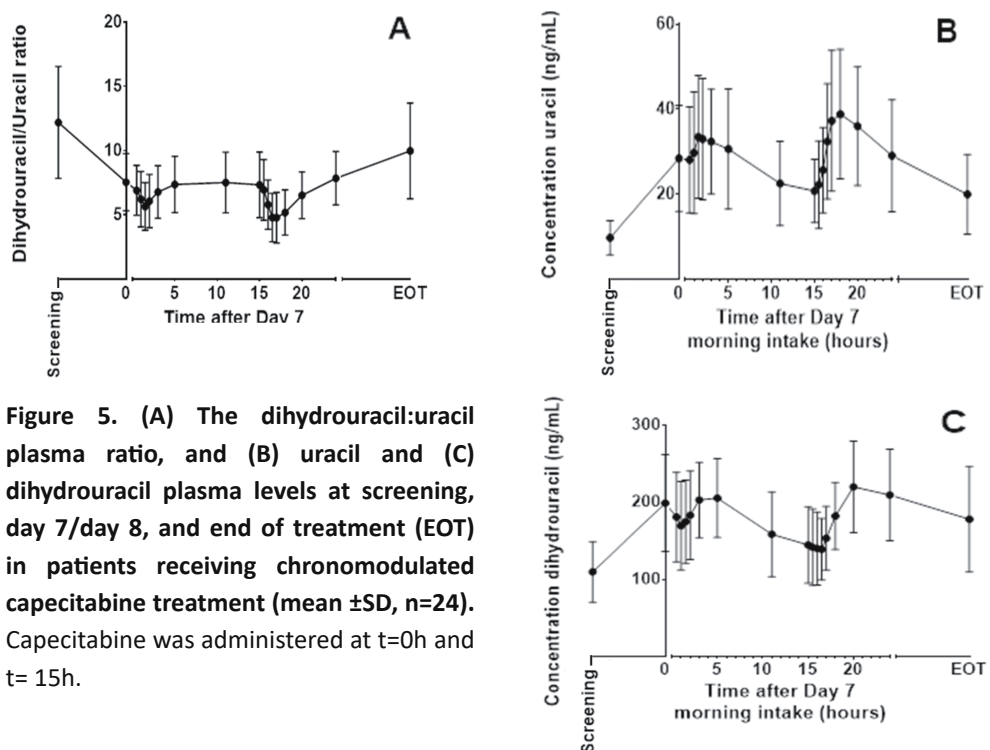 A
Dihydrouracil/Uracil ratio
20
15
10
5
0 5 10 15 20 EOT
Screening
Time after Day 7
B
Concentration uracil (ng/mL)
60
40
20
0 5 10 15 20 EOT
Screening
Time after Day 7
morning intake (hours)
Figure 5. (A) The dihydrouracil:uracil
plasma ratio, and (B) uracil and (C)
dihydrouracil plasma levels at screening,
day 7/day 8, and end of treatment (EOT)
in patients receiving chronomodulated
capecitabine treatment (mean ±SD, n=24).
Capecitabine was administered at t=0h and
t= 15h.
C
Concentration dihydrouracil (ng/mL)
300
200
100
0 5 10 15 20 EOT
Screening
Time after Day 7
morning intake (hours)